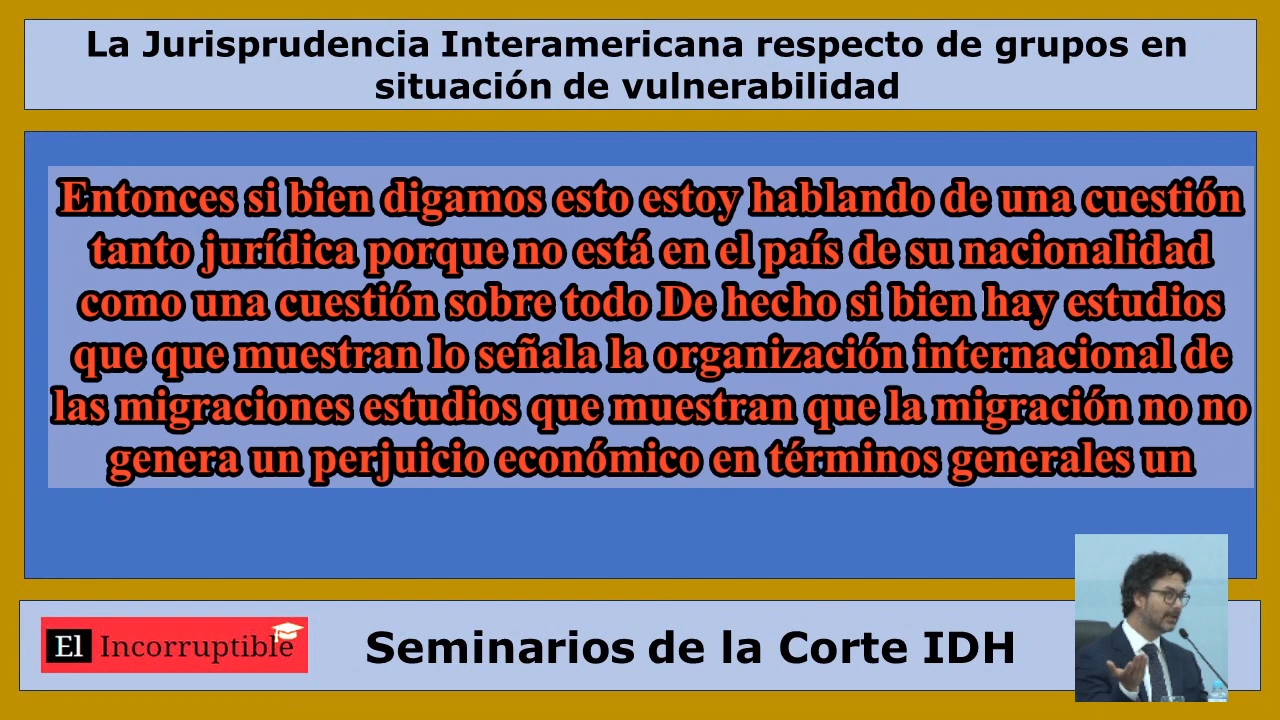 La Jurisprudencia Interamericana respecto de grupos en
situación de vulnerabilidad
Entonces si bien digamos esto estoy hablando de una cuestión
tanto jurídica porque no está en el país de su nacionalidad
como una cuestión sobre todo De hecho si bien hay estudios
que que muestran lo señala la organización internacional de
las migraciones estudios que muestran que la migración no no
genera un perjuicio económico en términos generales un
El Incorruptible
Seminarios de la Corte IDH